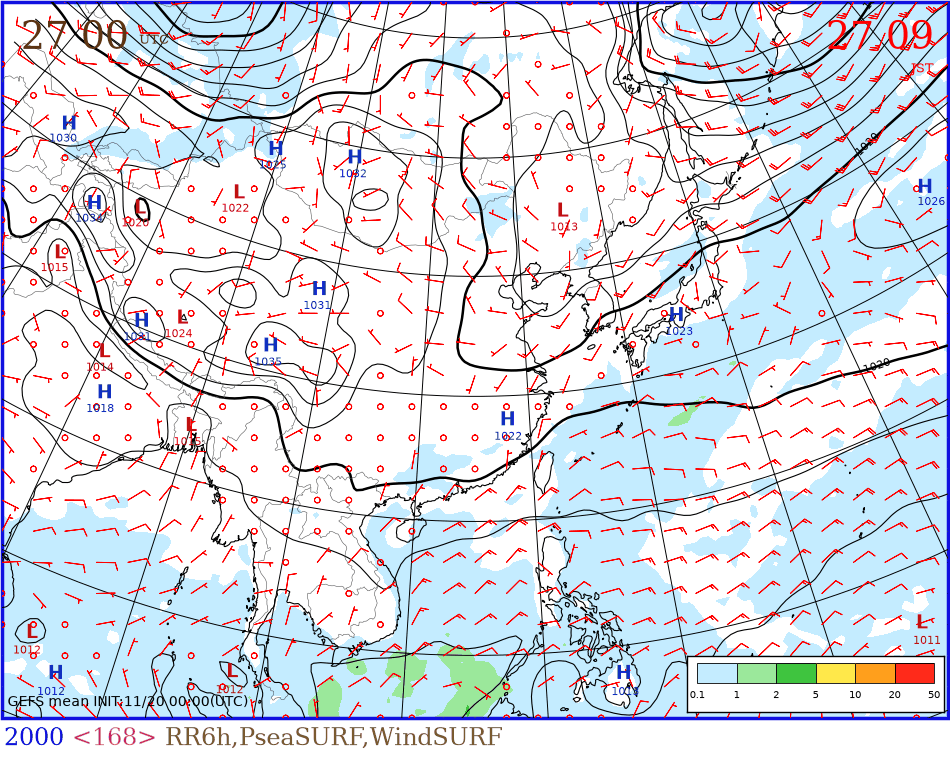 27.00 UTC
27.09
JST
H
1030
H
1025
H
1032
L
1022
H
1034
L
1020
L
1013
H
1026
L
1015
H
1031
H
1031
L
1024
H
1023
H
1035
L
1014
H
1018
H
1022
L
1020
1020
L
1012
H
1012
L
1012
L
1011
H
0.1 1 2 5 10 20 50
GEFS mean INIT:11/20 00:00(UTC)
2000 <168> RR6h,PseaSURF,WindSURF